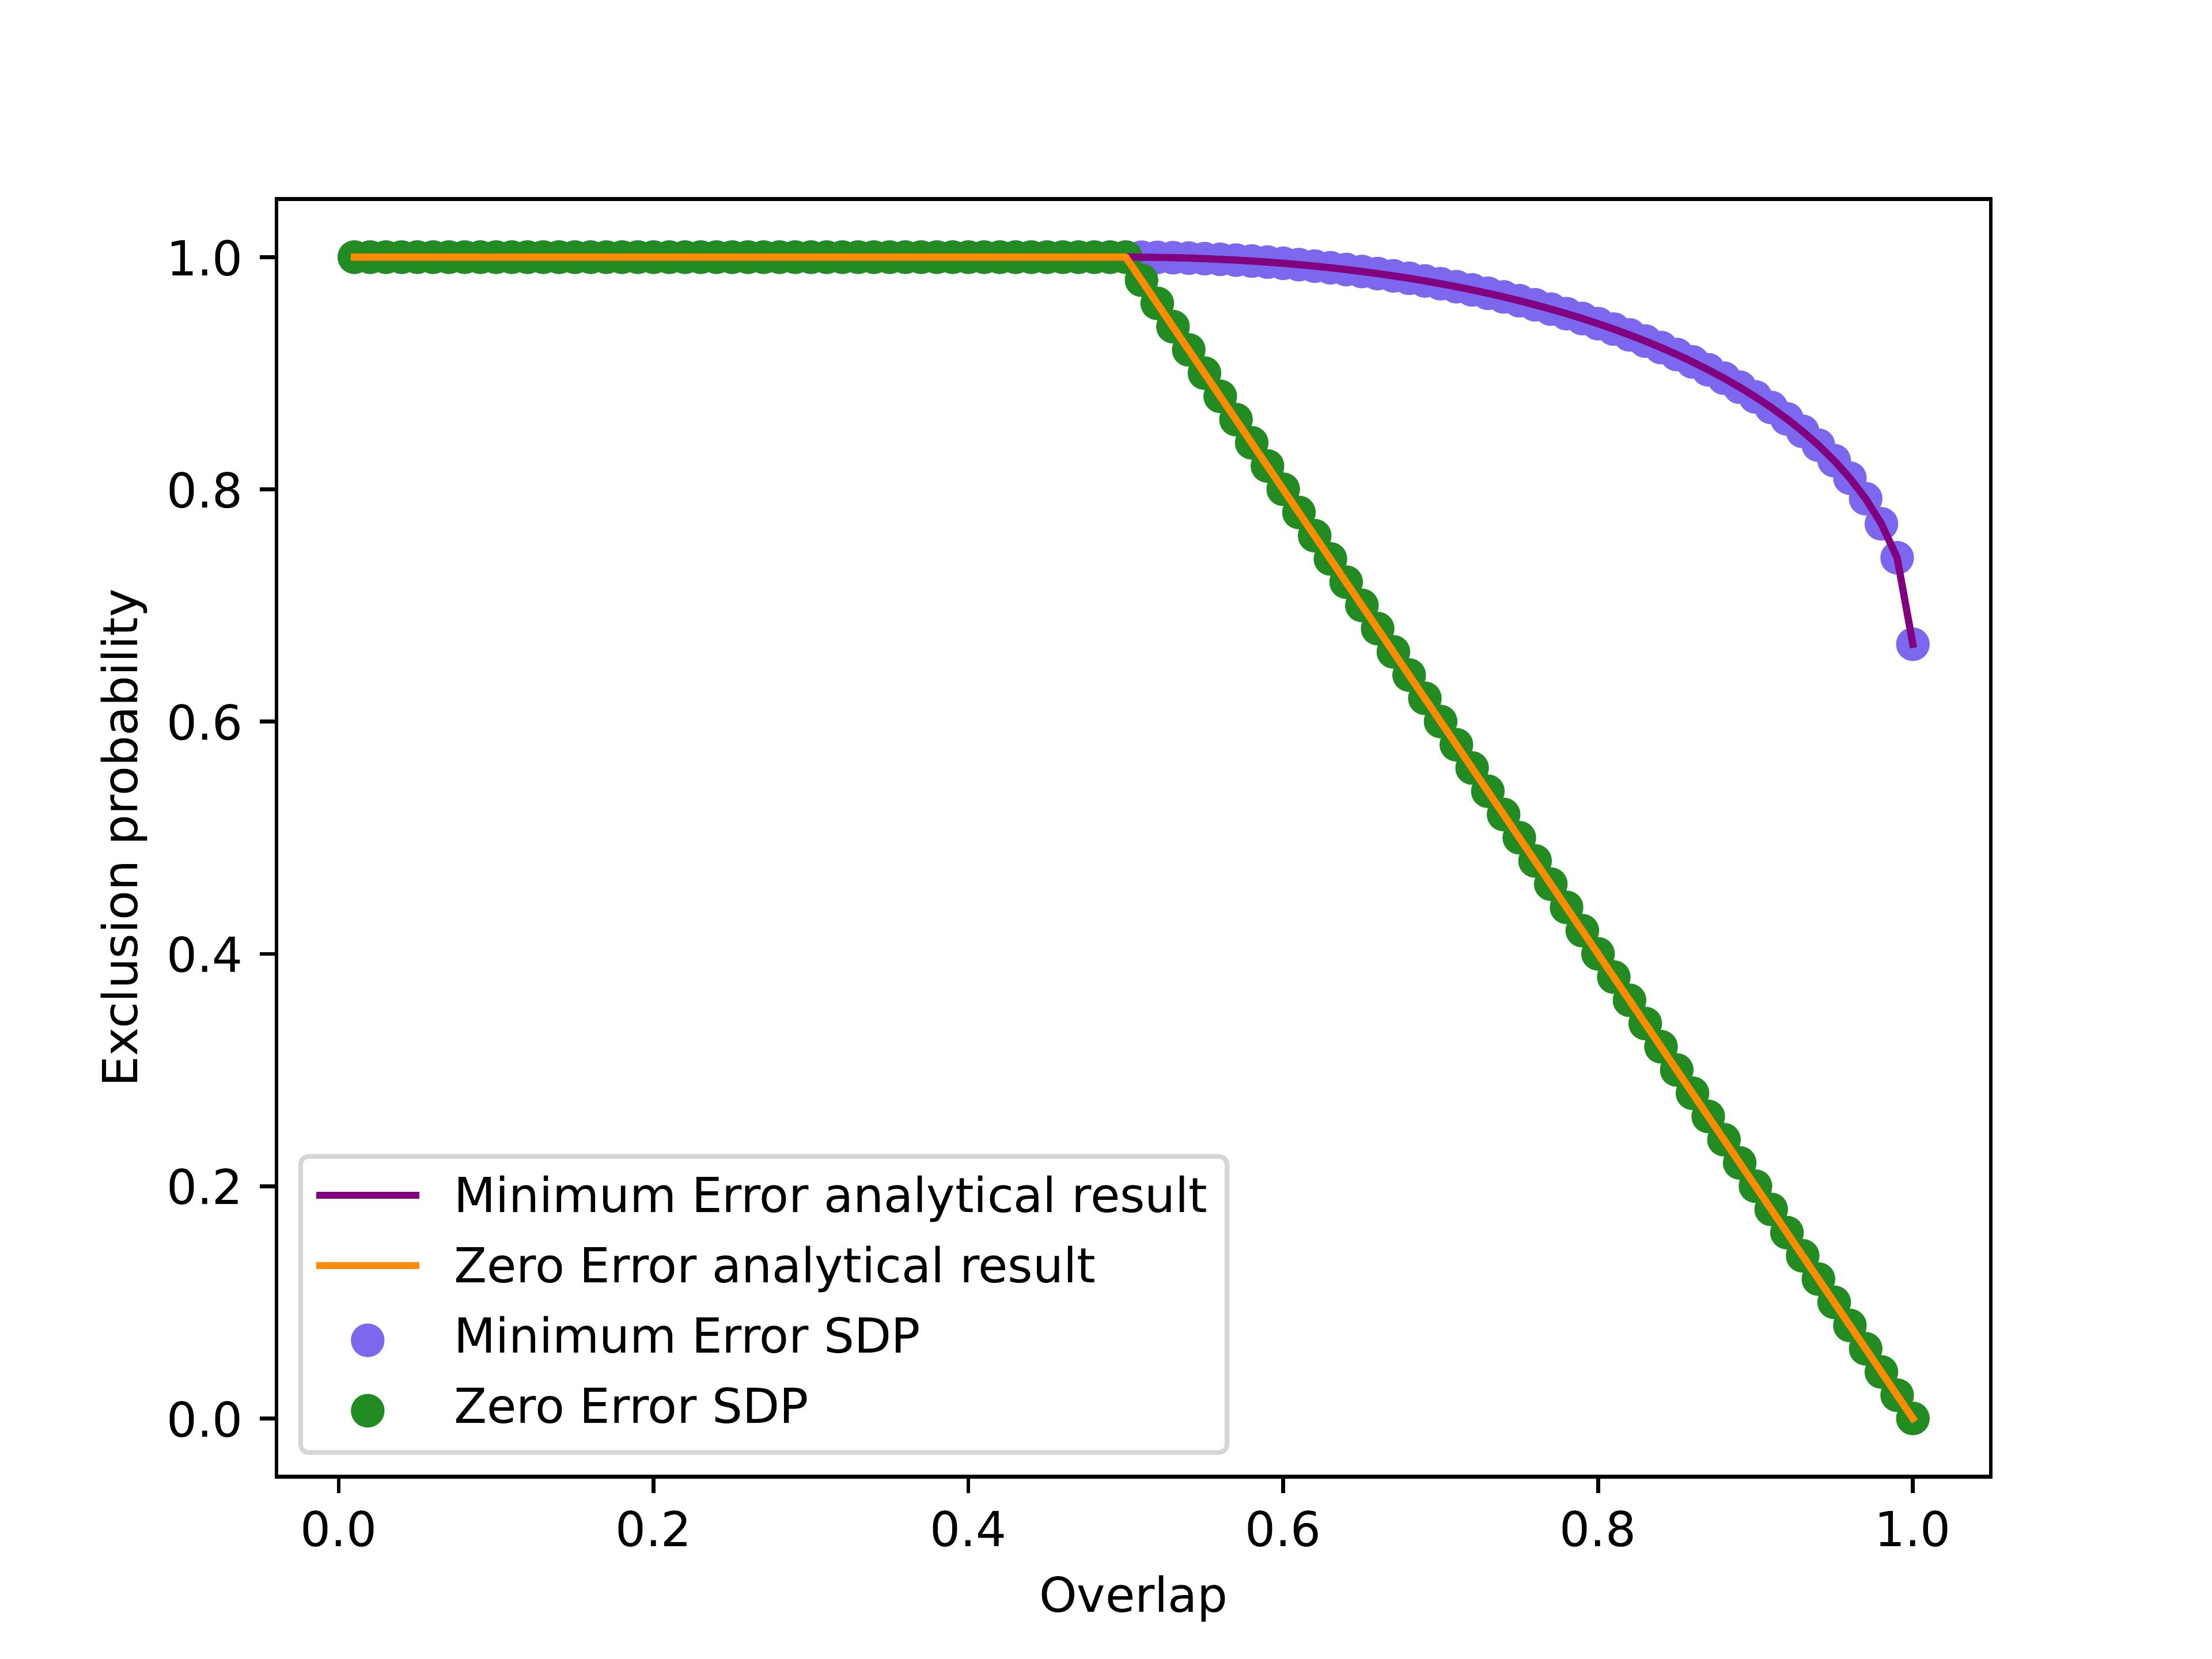 1.0
0.8
0.6
0.4
0.2
0.0
Exclusion probability
Minimum Error analytical result
Zero Error analytical result
Minimum Error SDP
Zero Error SDP
0.0 0.2 0.4 0.6 0.8 1.0
Overlap